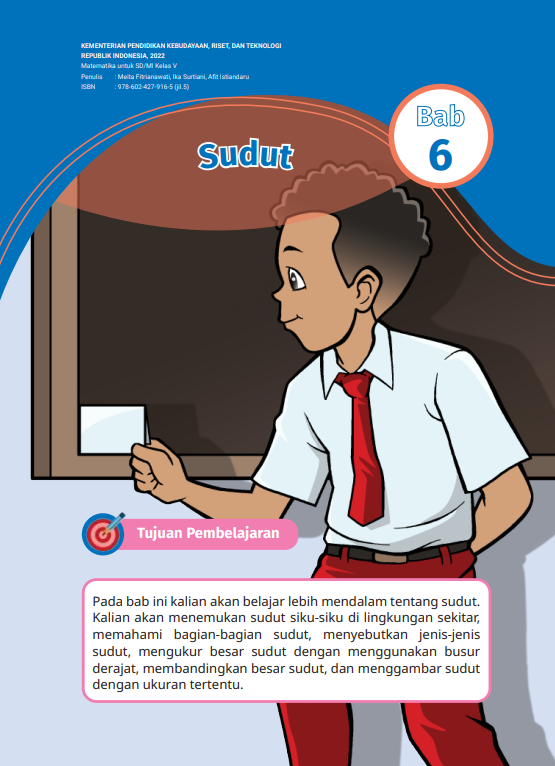 KEMENTERIAN PENDIDIKAN KEBUDAYAAN, RISET, DAN TEKNOLOGI
REPUBLIK INDONESIA, 2022
Matematika untuk SD/MI Kelas V
Penulis : Meita Fitrianawati, Ika Surtiani, Afit Istiandaru
ISBN : 978-602-427-916-5 (jil.5)
Bab
6
Sudut
Tujuan Pembelajaran
Pada bab ini kalian akan belajar lebih mendalam tentang sudut.
Kalian akan menemukan sudut siku-siku di lingkungan sekitar,
memahami bagian-bagian sudut, menyebutkan jenis-jenis
sudut, mengukur besar sudut dengan menggunakan busur
derajat, membandingkan besar sudut, dan menggambar sudut
dengan ukuran tertentu.